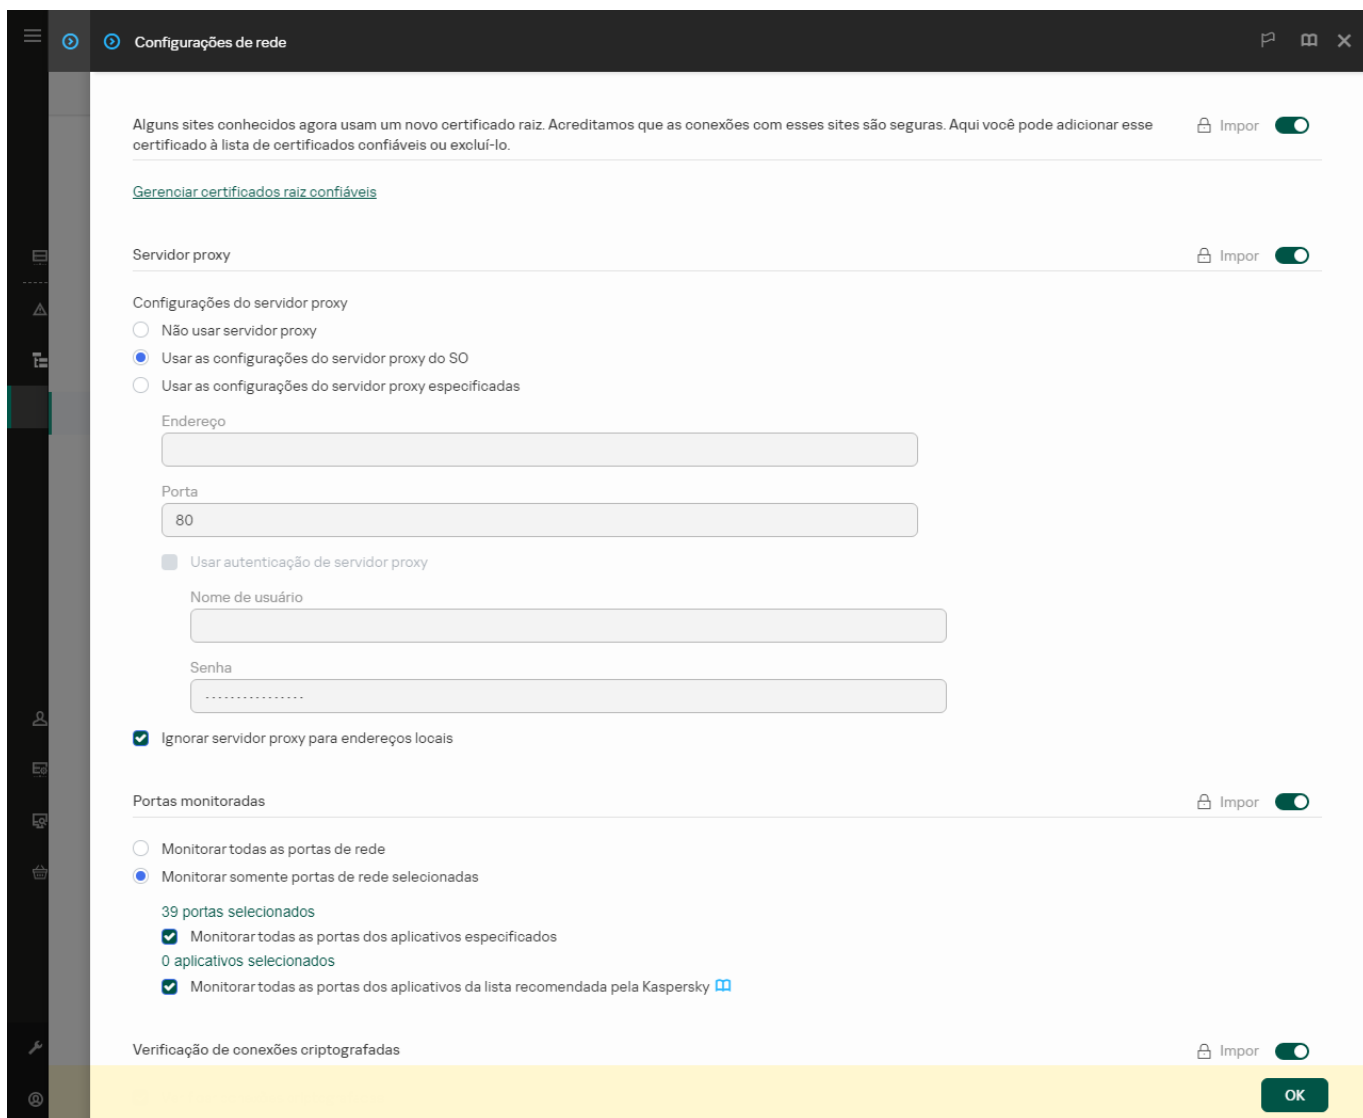 Configurações de rede
Alguns sites conhecidos agora usam um novo certificado raiz. Acreditamos que as conexões com esses sites são seguras. Aqui você pode adicionar esse
certificado à lista de certificados confiáveis ou excluí-lo.
Impor
Gerenciar certificados raiz confiáveis
Servidor proxy
Impor
Configurações do servidor proxy
Não usar servidor proxy
Usar as configurações do servidor proxy do SO
Usar as configurações do servidor proxy especificadas
Endereço
Porta
80
Usar autenticação de servidor proxy
Nome de usuário
Senha
Ignorar servidor proxy para endereços locais
Portas monitoradas
Impor
Monitorar todas as portas de rede
Monitorar somente portas de rede selecionadas
39 portas selecionados
Monitorar todas as portas dos aplicativos especificados
0 aplicativos selecionados
Monitorar todas as portas dos aplicativos da lista recomendada pela Kaspersky
Verificação de conexões criptografadas
Impor
OK